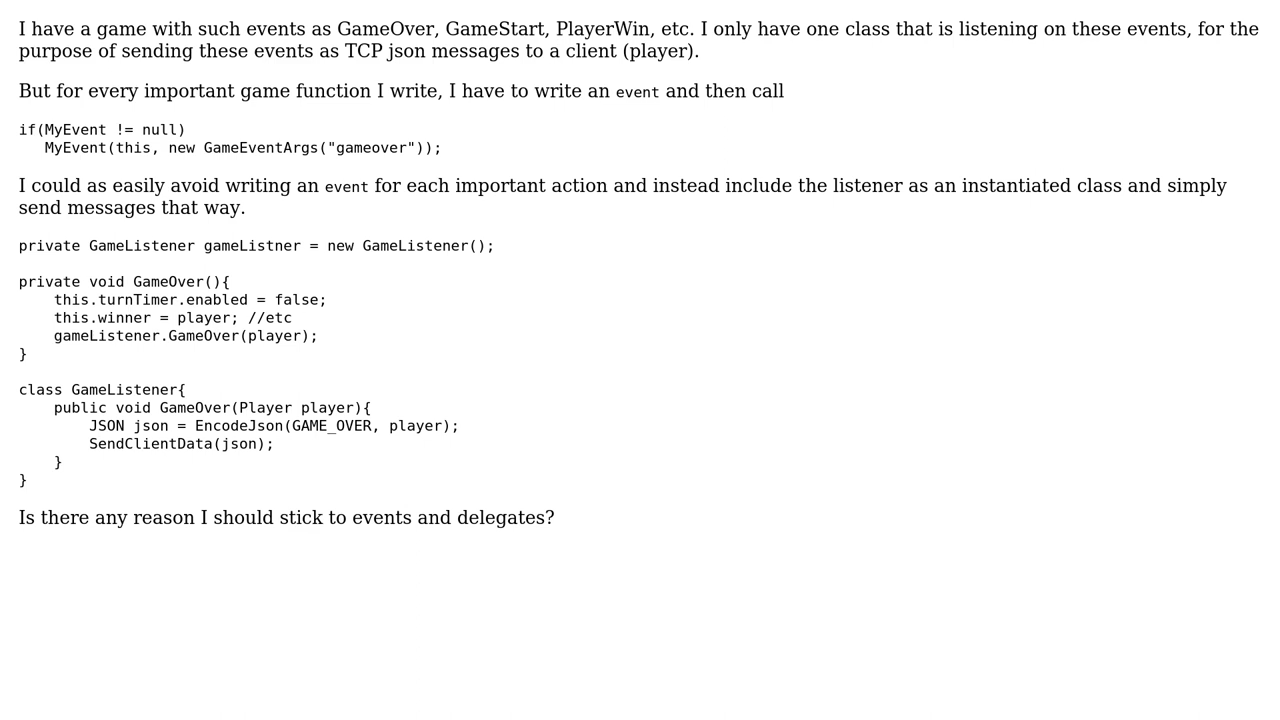 I have a game with such events as GameOver, GameStart, PlayerWin, etc. I only have one class that is listening on these events, for the
purpose of sending these events as TCP json messages to a client (player).
But for every important game function I write, I have to write an event and then call
if(MyEvent != null)
   MyEvent(this, new GameEventArgs("gameover"));
I could as easily avoid writing an event for each important action and instead include the listener as an instantiated class and simply
send messages that way.
private GameListener gameListner = new GameListener();
private void GameOver(){
    this.turnTimer.enabled = false;
    this.winner = player; //etc
    gameListener.GameOver(player);
}
class GameListener{
    public void GameOver(Player player){
        JSON json = EncodeJson(GAME_OVER, player);
        SendClientData(json);
    }
}
Is there any reason I should stick to events and delegates?